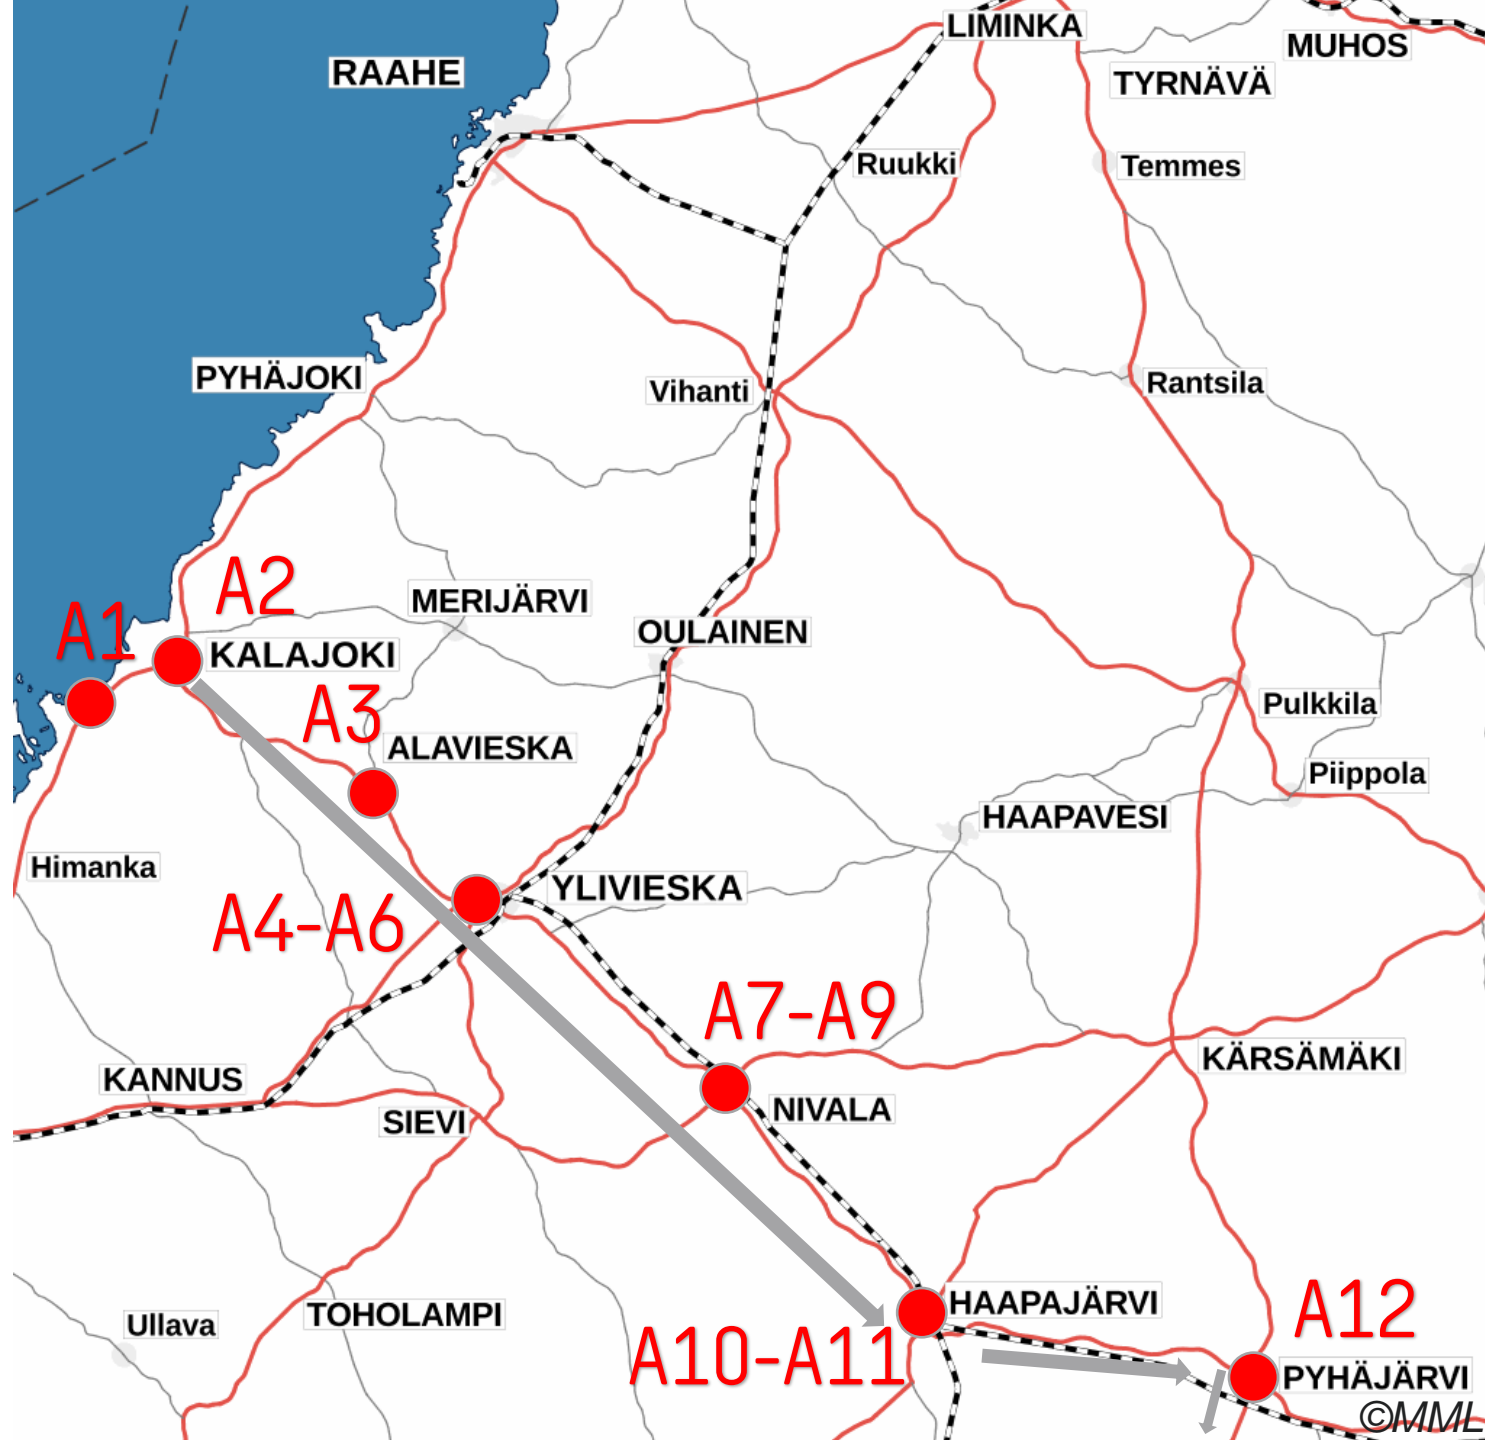 LIMINKA
MUHOS
RAAHE
TYRNÄVÄ
Ruukki
Temmes
PYHÄJOKI
Vihanti
Rantsila
A2
A1
MERIJÄRVI
OULAINEN
KALAJOKI
A3
ALAVIESKA
Pulkkila
Piippola
HAAPAVESI
Himanka
YLIVIESKA
A4-A6
A7-A9
KÄRSÄMÄKI
KANNUS
SIEVI
NIVALA
HAAPAJÄRVI
A12
TOHOLAMPI
Ullava
A10-A11
PYHÄJÄRVI
©MML